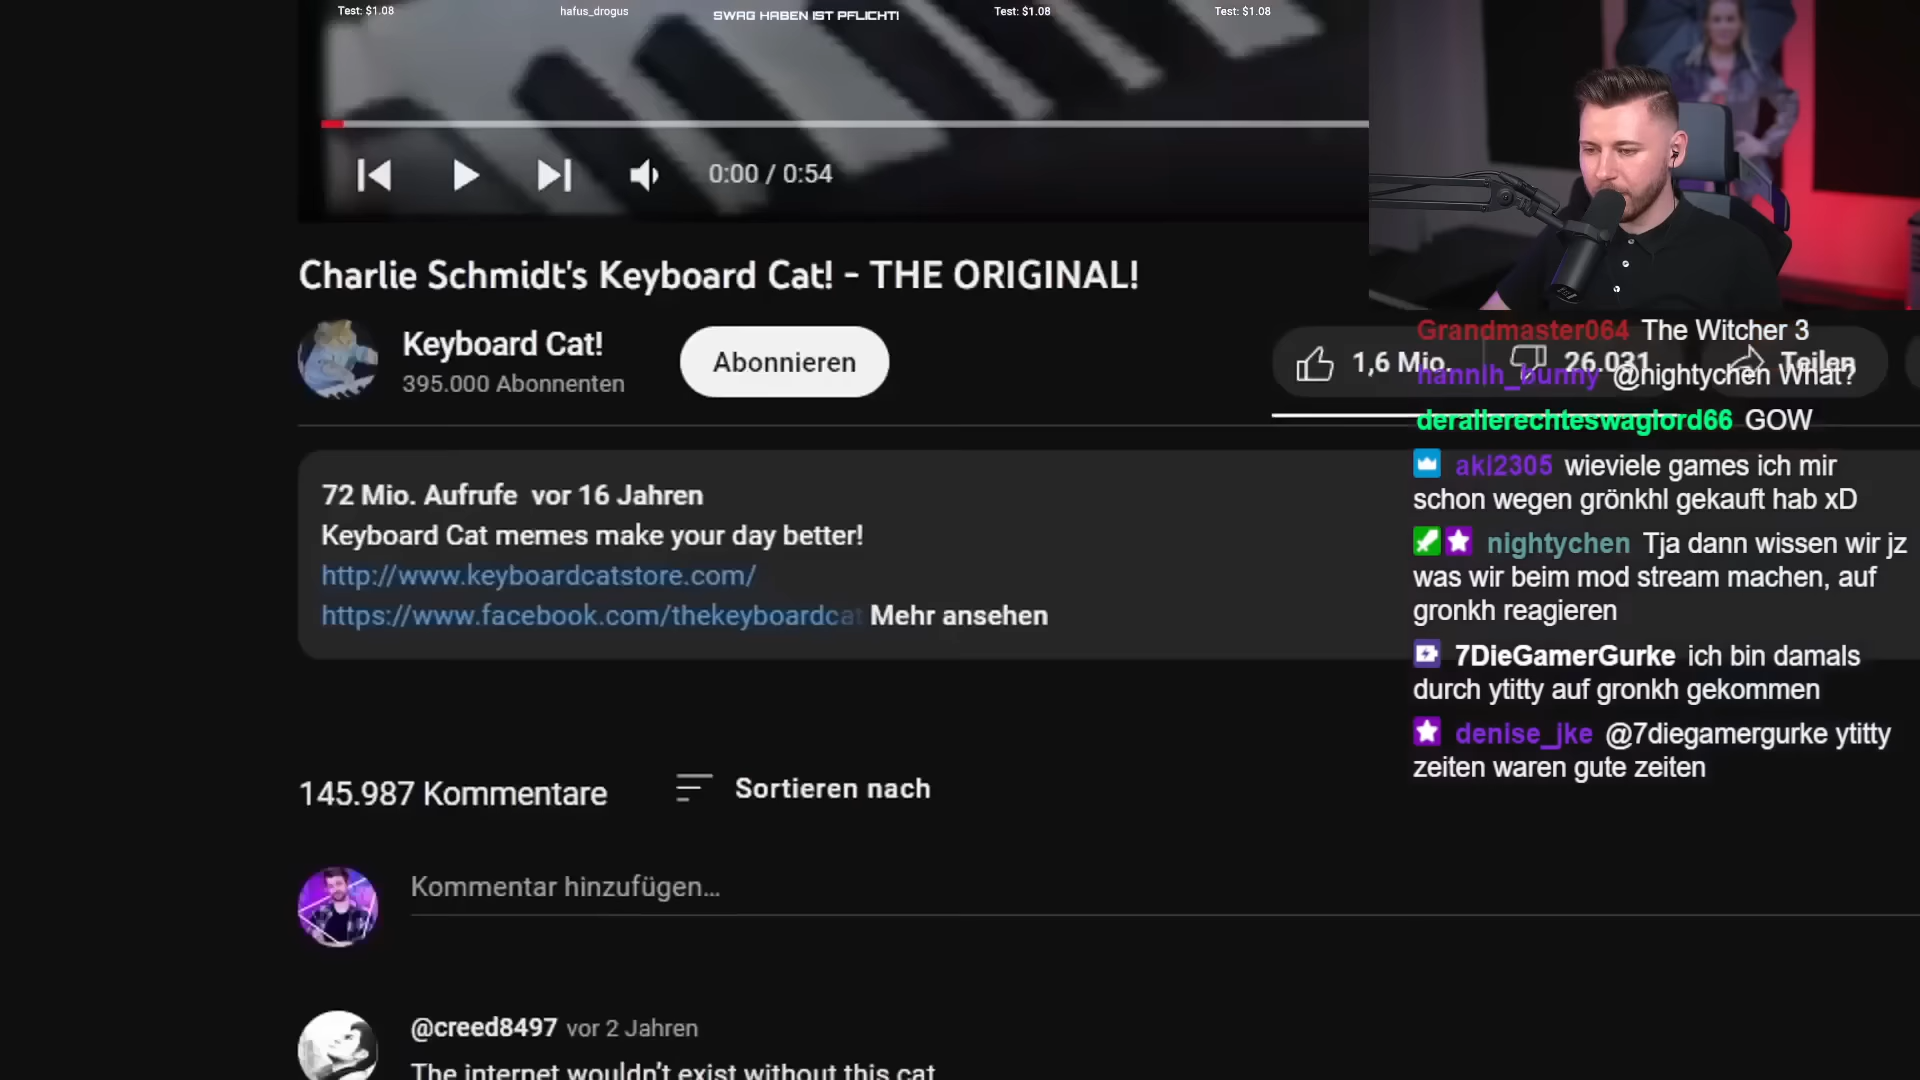 Test: $1.08
hafus_drogus
SWAG HABEN IST PFLICHT!
Test: $1.08
Test: $1.08
0:00 / 0:54
Charlie Schmidt's Keyboard Cat! - THE ORIGINAL!
Keyboard Cat!
395.000 Abonnenten
Abonnieren
1,6 Mio.
26.031
Teilen
72 Mio. Aufrufe vor 16 Jahren
Keyboard Cat memes make your day better!
http://www.keyboardcatstore.com/
https://www.facebook.com/thekeyboardcat Mehr ansehen
145.987 Kommentare
Sortieren nach
Kommentar hinzufügen...
@creed8497 vor 2 Jahren
The internet wouldn't exist without this cat
Grandmaster064 The Witcher 3
hannih_bunny @nightychen What?
derallerechteswaglord66 GOW
akl2305 wieviele games ich mir
schon wegen grönkhl gekauft hab xD
nightychen Tja dann wissen wir jz
was wir beim mod stream machen, auf
gronkh reagieren
7DieGamerGurke ich bin damals
durch ytitty auf gronkh gekommen
denise_jke @7diegamergurke ytitty
zeiten waren gute zeiten